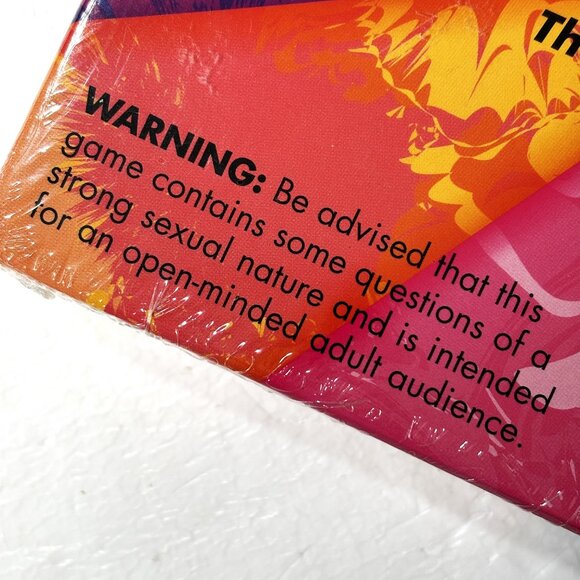 Th
WARNING: Be advised that this
game contains some questions of a
strong sexual nature and is intended
for an open-minded adult audience.